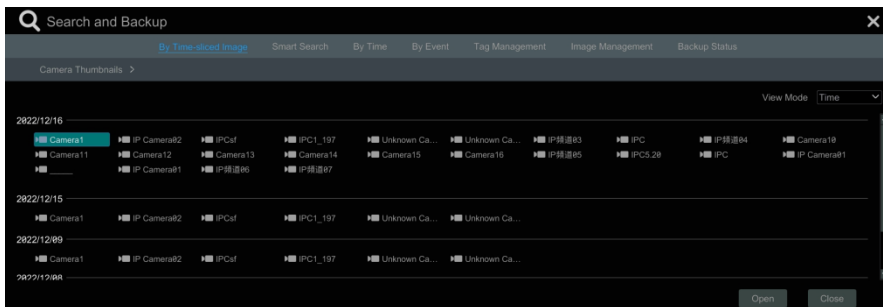 Search and Backup
By Time-sliced Image Smart Search By Time By Event Tag Management Image Management Backup Status
Camera Thumbnails >
View Mode Time
2022/12/16
Camera1 IP Camera02 IPCsf IPC1_197 Unknown Ca... Unknown Ca... IP頻道03 IPC IP頻道04 Camera10
Camera11 Camera12 Camera13 Camera14 Camera15 Camera16 IP頻道05 IPC5.20 IPC IP Camera01
_____ IP Camera01 IP頻道06 IP頻道07
2022/12/15
Camera1 IP Camera02 IPCsf IPC1_197 Unknown Ca... Unknown Ca...
2022/12/09
Camera1 IP Camera02 IPCsf IPC1_197 Unknown Ca... Unknown Ca...
2022/12/08
Open Close